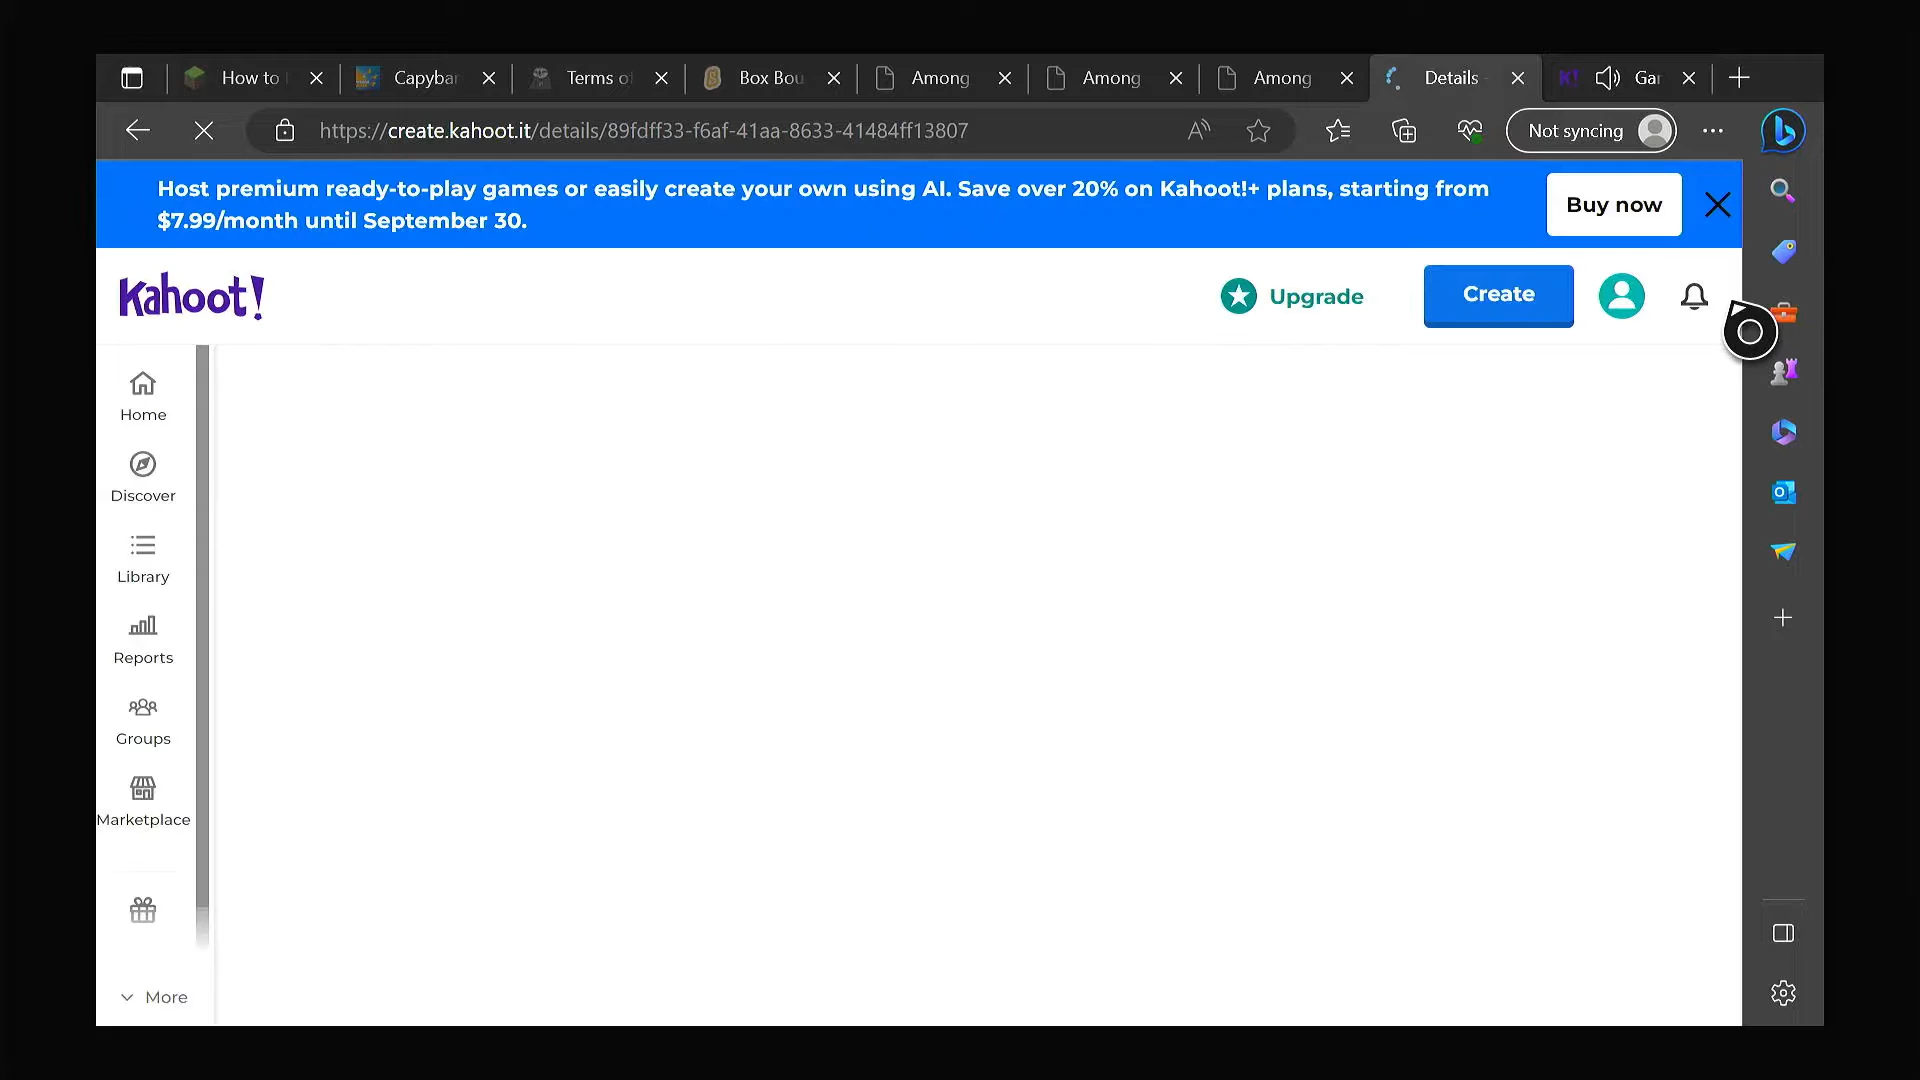 How to
Capybar
Terms of
Box Bou
Among
Among
Among
Details
Gar
https://create.kahoot.it/details/89fdff33-f6af-41aa-8633-41484ff13807
Not syncing
Host premium ready-to-play games or easily create your own using AI. Save over 20% on Kahoot!+ plans, starting from
$7.99/month until September 30.
Buy now
Kahoot!
Upgrade
Create
Home
Discover
Library
Reports
Groups
Marketplace
More